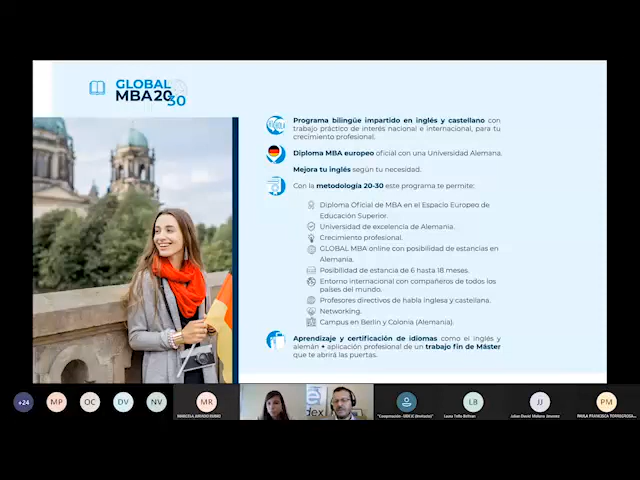 GLOBAL
MBA20
30
Programa bilingüe impartido en inglés y castellano con
trabajo práctico de interés nacional e internacional, para tu
crecimiento profesional.
Diploma MBA europeo oficial con una Universidad Alemana.
Mejora tu inglés según tu necesidad.
Con la metodología 20-30 este programa te permite:
Diploma Oficial de MBA en el Espacio Europeo de
Educación Superior.
Universidad de excelencia de Alemania.
Crecimiento profesional.
GLOBAL MBA online con posibilidad de estancias en
Alemania.
Posibilidad de estancia de 6 hasta 18 meses.
Entorno internacional con compañeros de todos los
países del mundo.
Profesores directivos de habla inglesa y castellana.
Networking.
Campus en Berlín y Colonia (Alemania).
Aprendizaje y certificación de idiomas como el inglés y
alemán + aplicación profesional de un trabajo fin de Máster
que te abrirá las puertas.
+24
MP
OC
DV
NV
MR
LB
JJ
PM